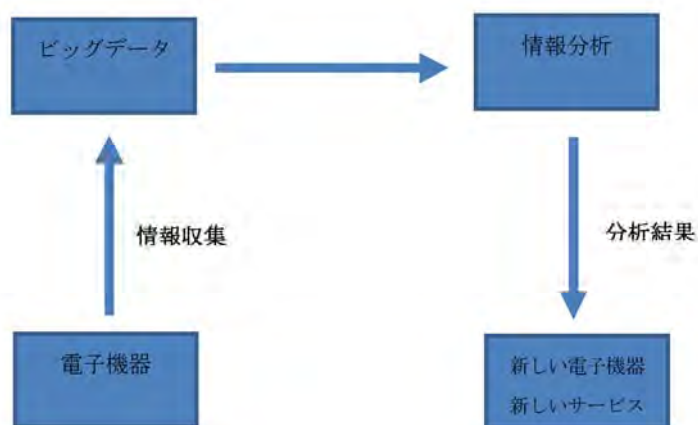 ビッグデータ
情報分析
情報収集
分析結果
電子機器
新しい電子機器
新しいサービス